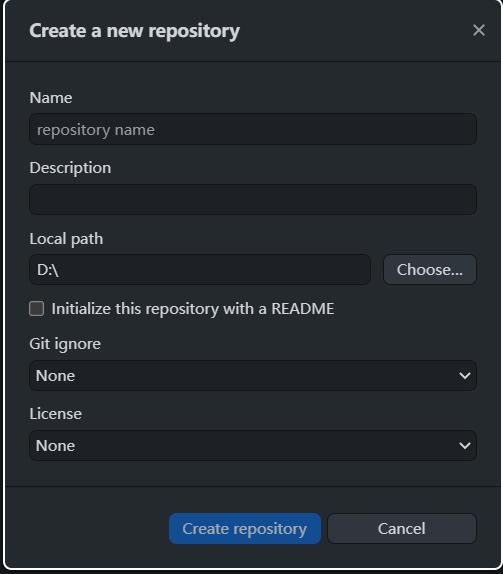 Create a new repository
Name
repository name
Description
Local path
D:\
Choose...
Initialize this repository with a README
Git ignore
None
License
None
Create repository
Cancel